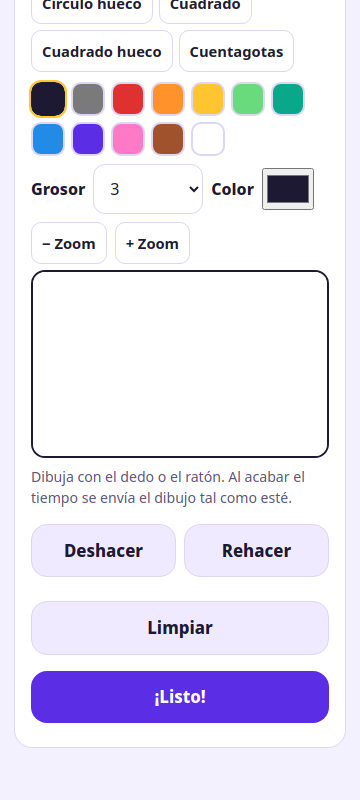 Círculo hueco Cuadrado
Cuadrado hueco Cuentagotas
Grosor 3 Color
− Zoom + Zoom
Dibuja con el dedo o el ratón. Al acabar el
tiempo se envía el dibujo tal como esté.
Deshacer Rehacer
Limpiar
¡Listo!